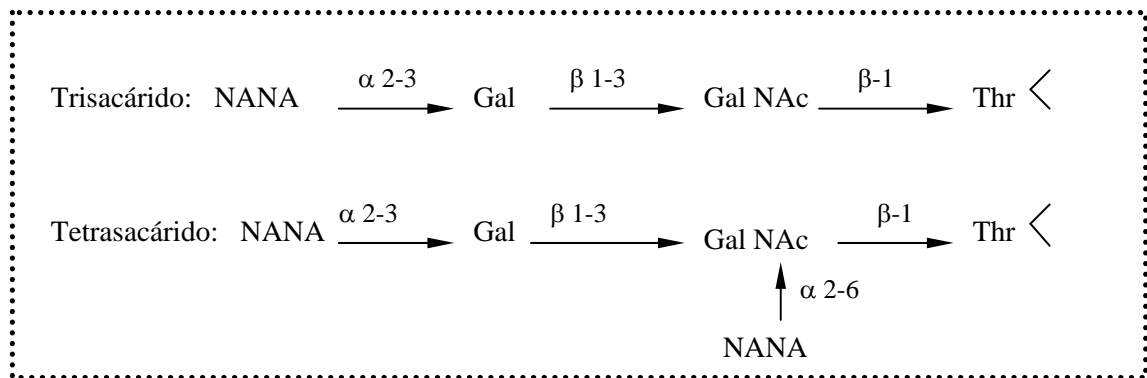 α 2-3 β 1-3 β-1
Trisacárido: NANA Gal Gal NAc Thr
α 2-3 β 1-3 β-1
Tetrasacárido: NANA Gal Gal NAc Thr
α 2-6
NANA